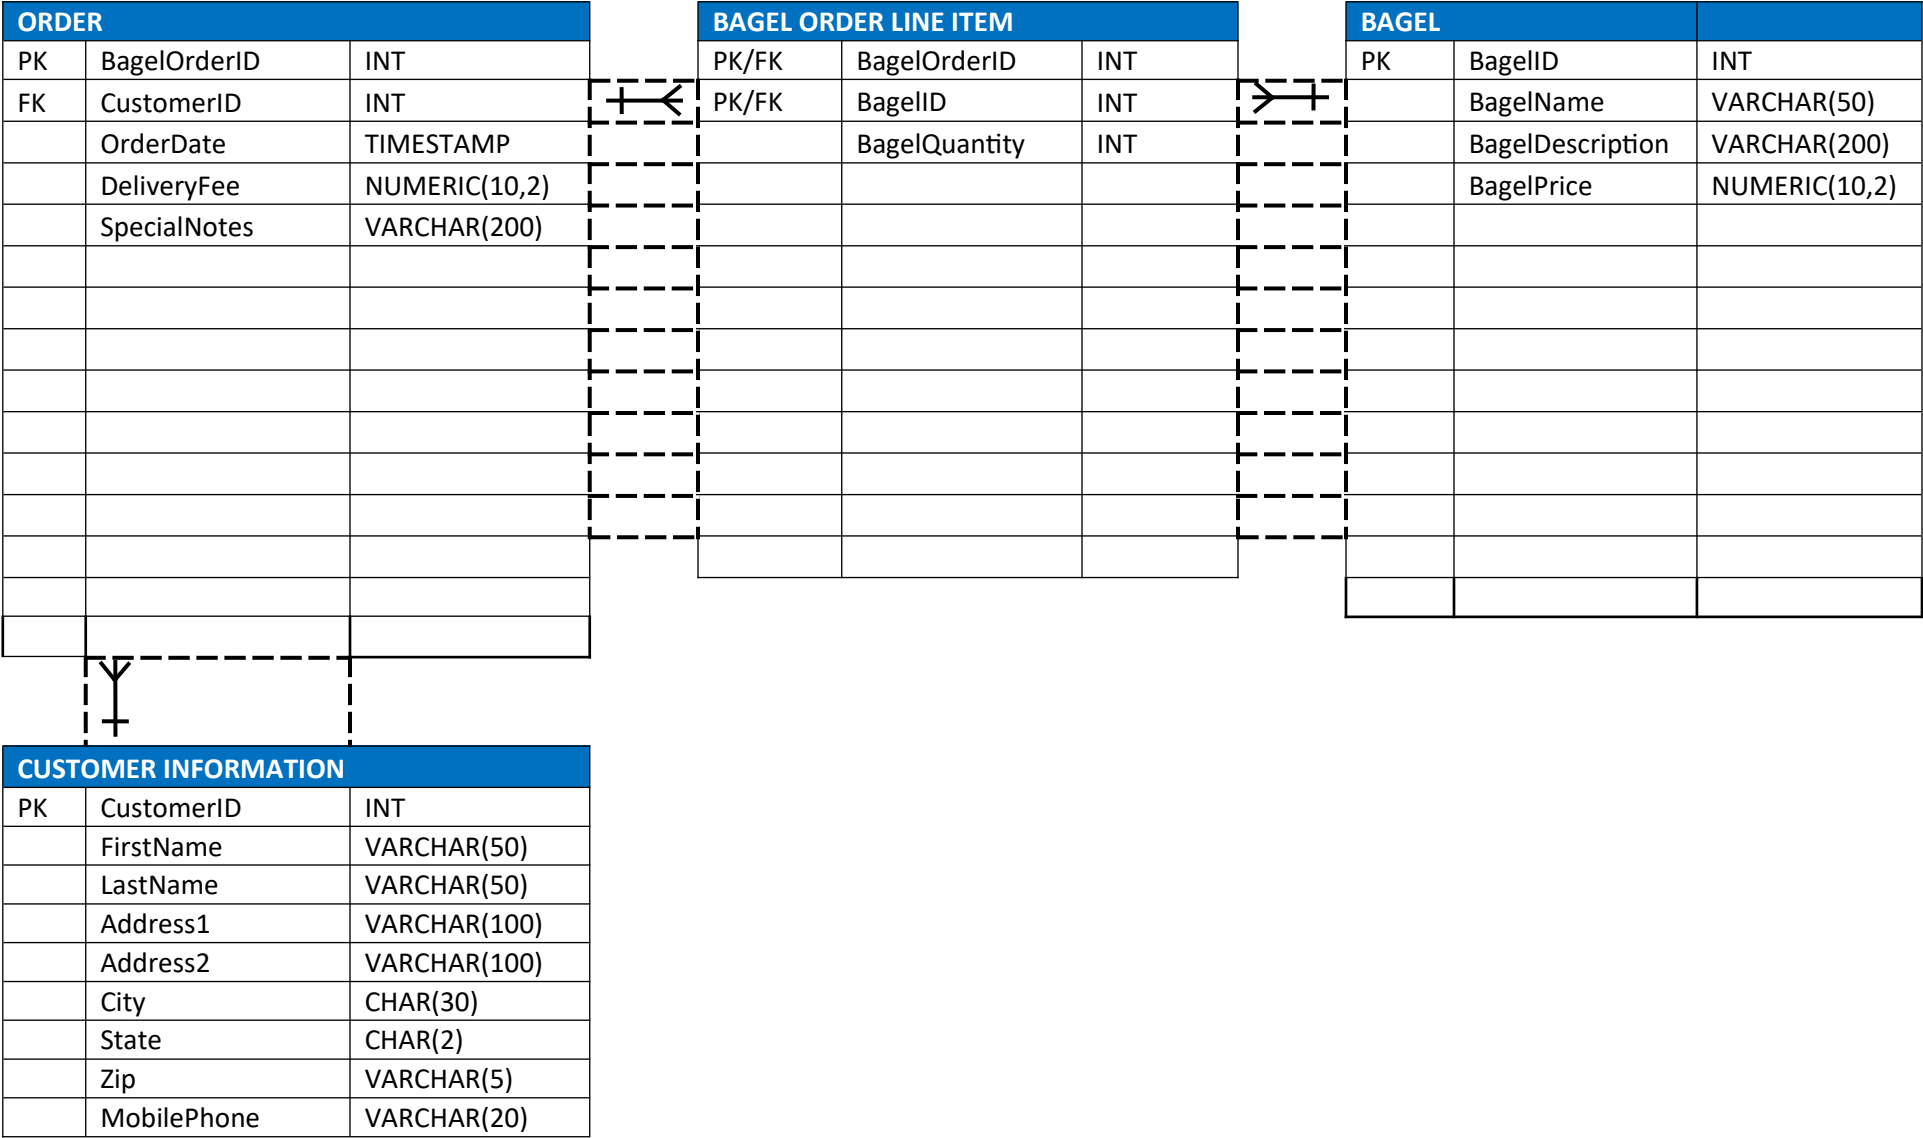 ORDER
PK BagelOrderID INT
FK CustomerID INT
OrderDate TIMESTAMP
DeliveryFee NUMERIC(10,2)
SpecialNotes VARCHAR(200)
BAGEL ORDER LINE ITEM
PK/FK BagelOrderID INT
PK/FK BagelID INT
BagelQuantity INT
BAGEL
PK BagelID INT
BagelName VARCHAR(50)
BagelDescription VARCHAR(200)
BagelPrice NUMERIC(10,2)
CUSTOMER INFORMATION
PK CustomerID INT
FirstName VARCHAR(50)
LastName VARCHAR(50)
Address1 VARCHAR(100)
Address2 VARCHAR(100)
City CHAR(30)
State CHAR(2)
Zip VARCHAR(5)
MobilePhone VARCHAR(20)